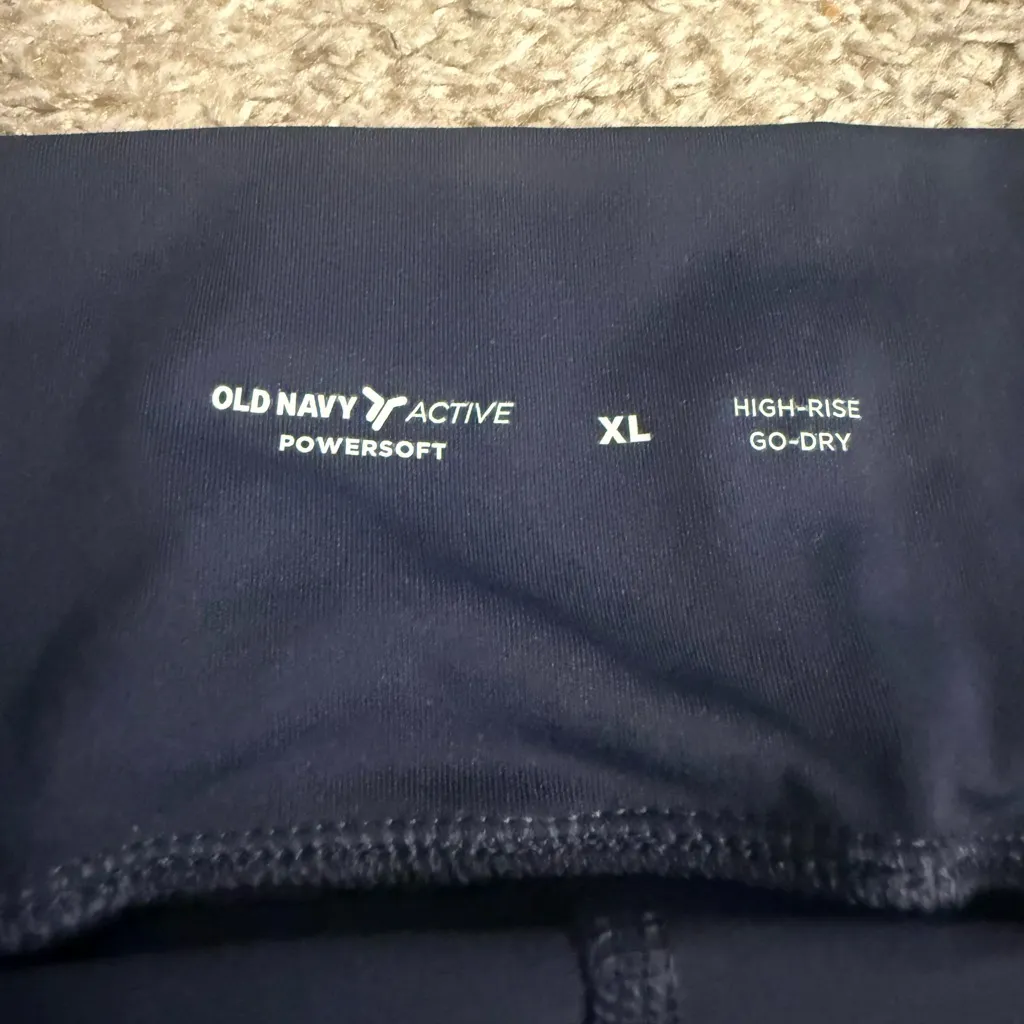 OLD NAVY ACTIVE
POWERSOFT
XL
HIGH-RISE
GO-DRY